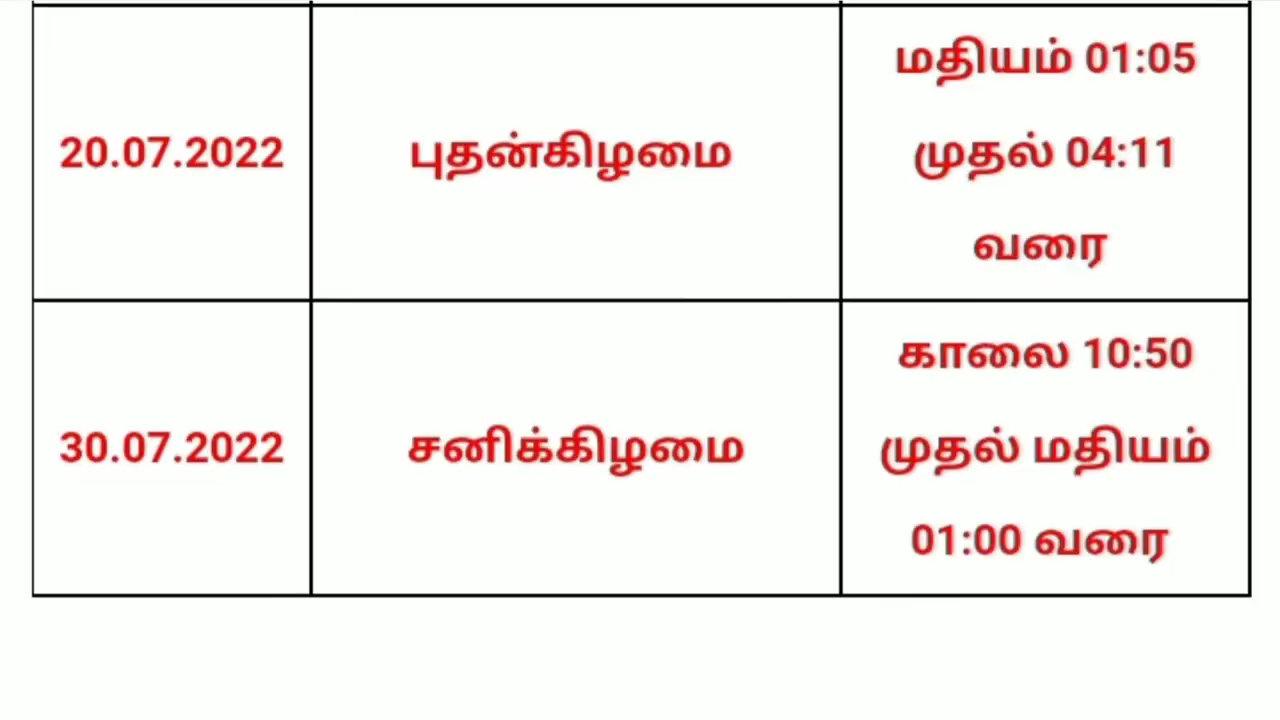 20.07.2022
புதன்கிழமை
மதியம் 01:05
முதல் 04:11
வரை
30.07.2022
சனிக்கிழமை
காலை 10:50
முதல் மதியம்
01:00 வரை